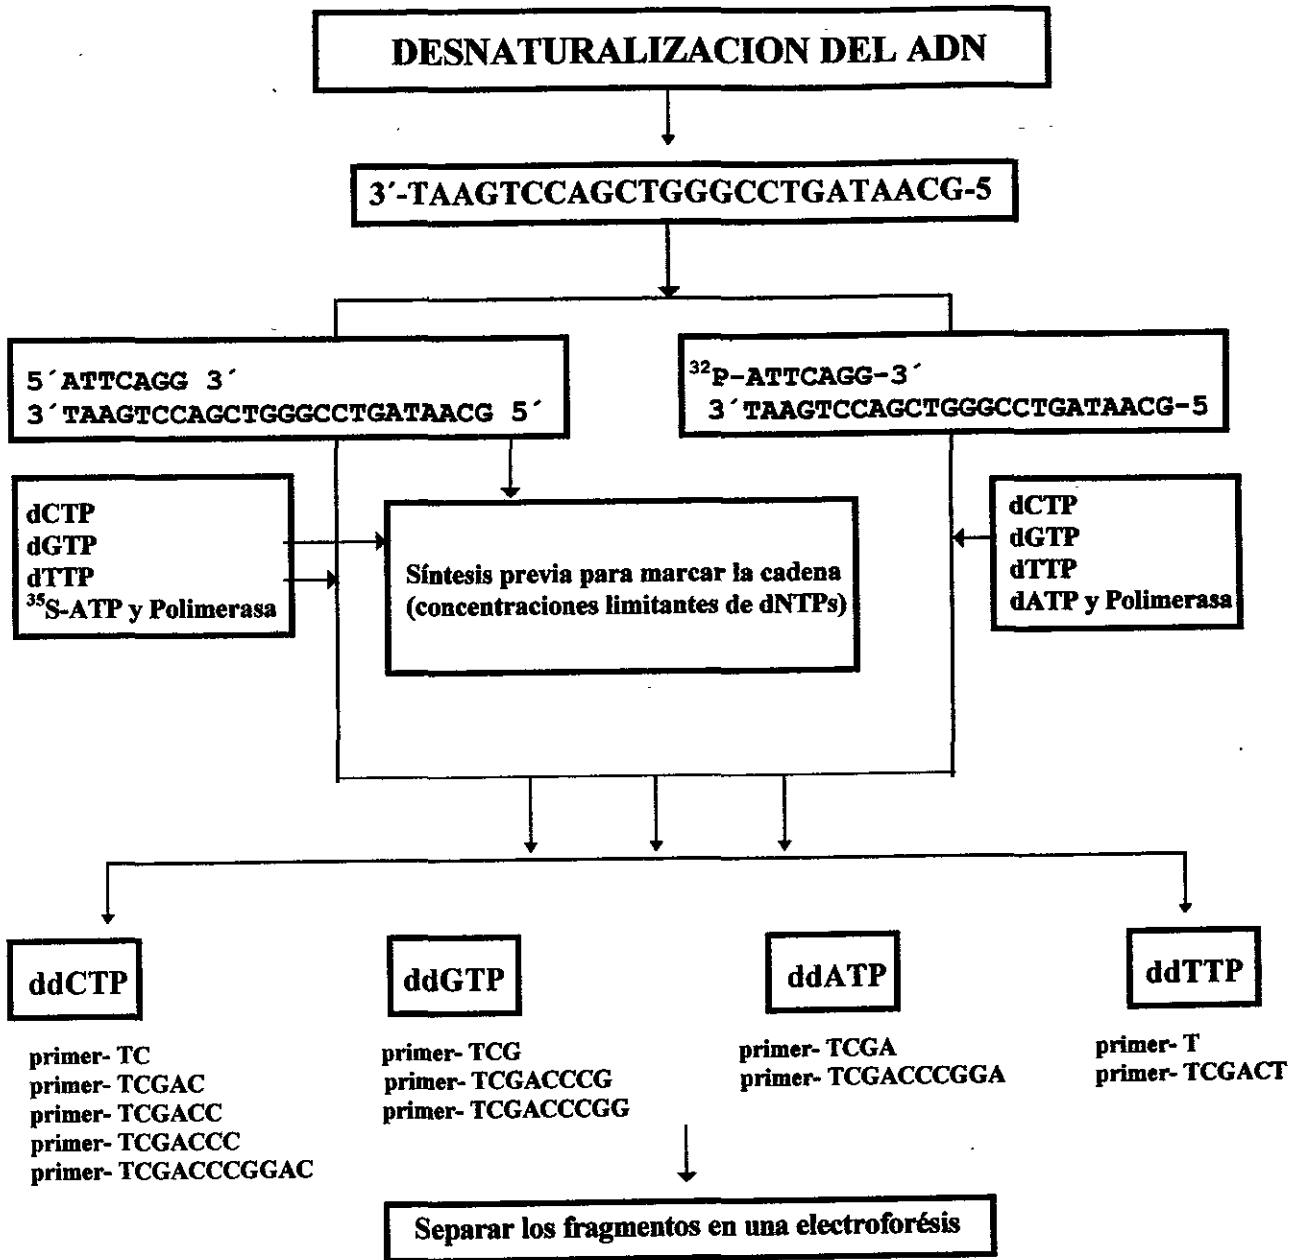 DESNATURALIZACION DEL ADN
3´-TAAGTCCAGCTGGGCCTGATAACG-5
5´ATTCAGG 3´
3´TAAGTCCAGCTGGGCCTGATAACG 5´
32P-ATTCAGG-3´
3´TAAGTCCAGCTGGGCCTGATAACG-5
dCTP
dGTP
dTTP
35S-ATP y Polimerasa
Síntesis previa para marcar la cadena
(concentraciones limitantes de dNTPs)
dCTP
dGTP
dTTP
dATP y Polimerasa
ddCTP
primer- TC
primer- TCGAC
primer- TCGACC
primer- TCGACCC
primer- TCGACCCGGAC
ddGTP
primer- TCG
primer- TCGACCCG
primer- TCGACCCGG
ddATP
primer- TCGA
primer- TCGACCCGGA
ddTTP
primer- T
primer- TCGACT
Separar los fragmentos en una electroforésis